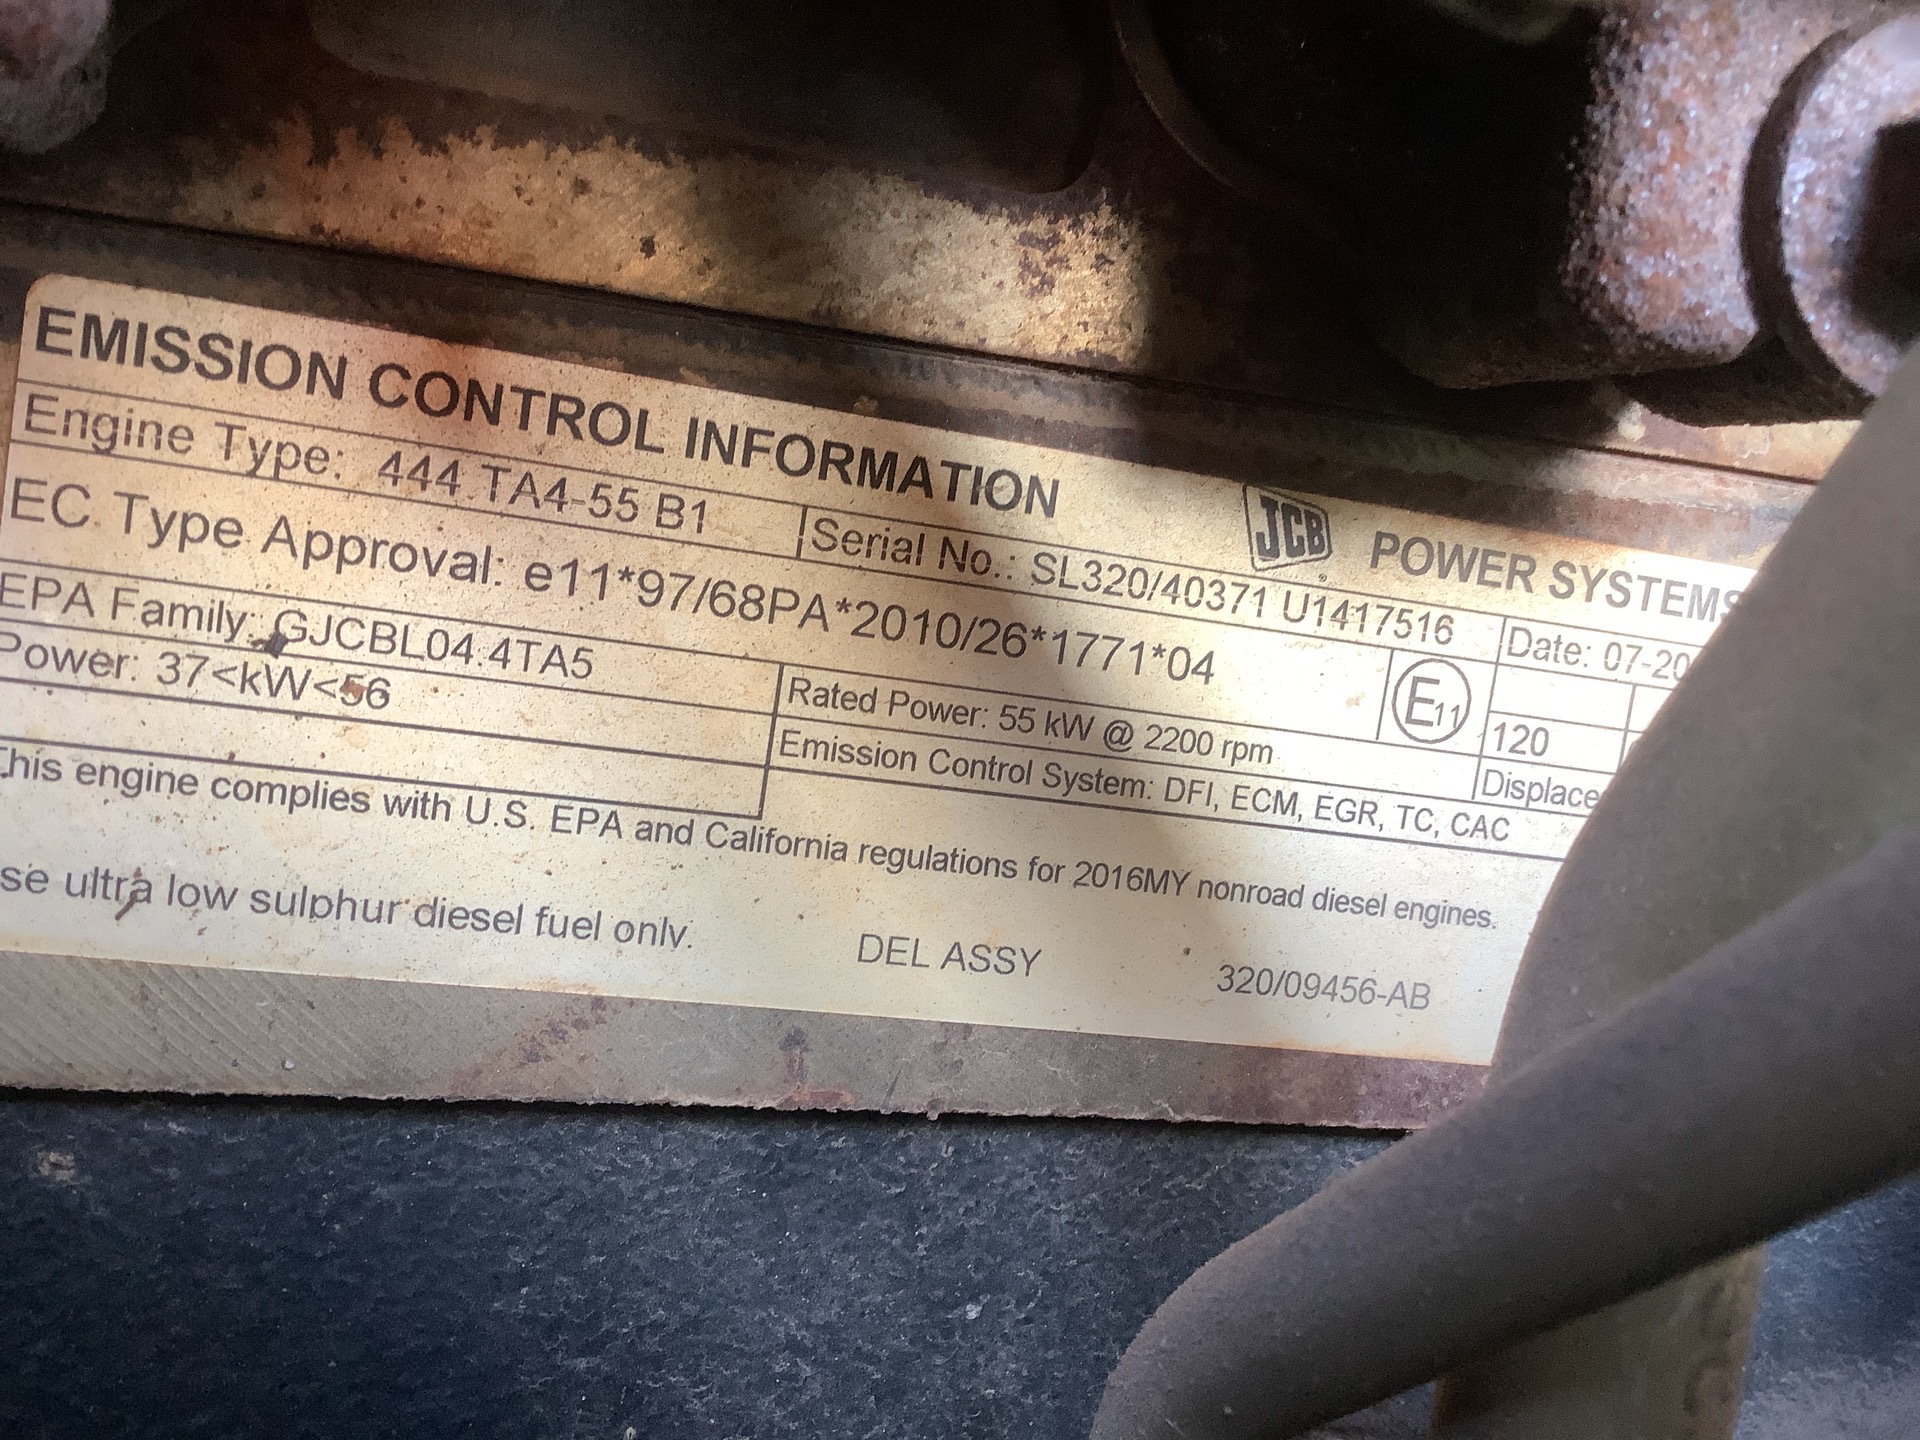 EMISSION CONTROL INFORMATION
JCB POWER SYSTEMS
Engine Type: 444 TA4-55 B1
Serial No.: SL320/40371 U1417516
Date: 07-20
EC Type Approval: e11*97/68PA*2010/26*1771*04
E11
120
EPA Family: GJCBL04.4TA5
Rated Power: 55 kW @ 2200 rpm
Displace
Power: 37<kW<56
Emission Control System: DFI, ECM, EGR, TC, CAC
This engine complies with U.S. EPA and California regulations for 2016MY nonroad diesel engines.
se ultra low sulphur diesel fuel only.
DEL ASSY
320/09456-AB